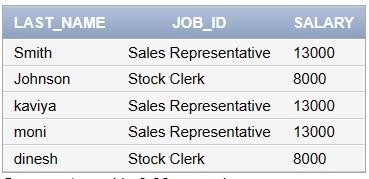 LAST_NAME JOB_ID SALARY
Smith Sales Representative 13000
Johnson Stock Clerk 8000
kaviya Sales Representative 13000
moni Sales Representative 13000
dinesh Stock Clerk 8000